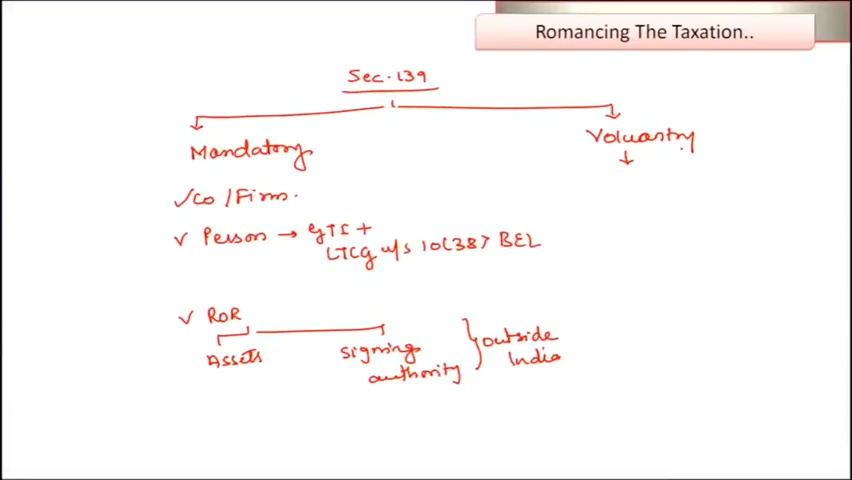 Romancing The Taxation..
Sec.139
Mandatory
Voluantry
✓Co / Firm.
✓ Person → GTI +
LTCG u/s 10(38) > BEL
✓ ROR
Assets
Signing
authority
outside
India